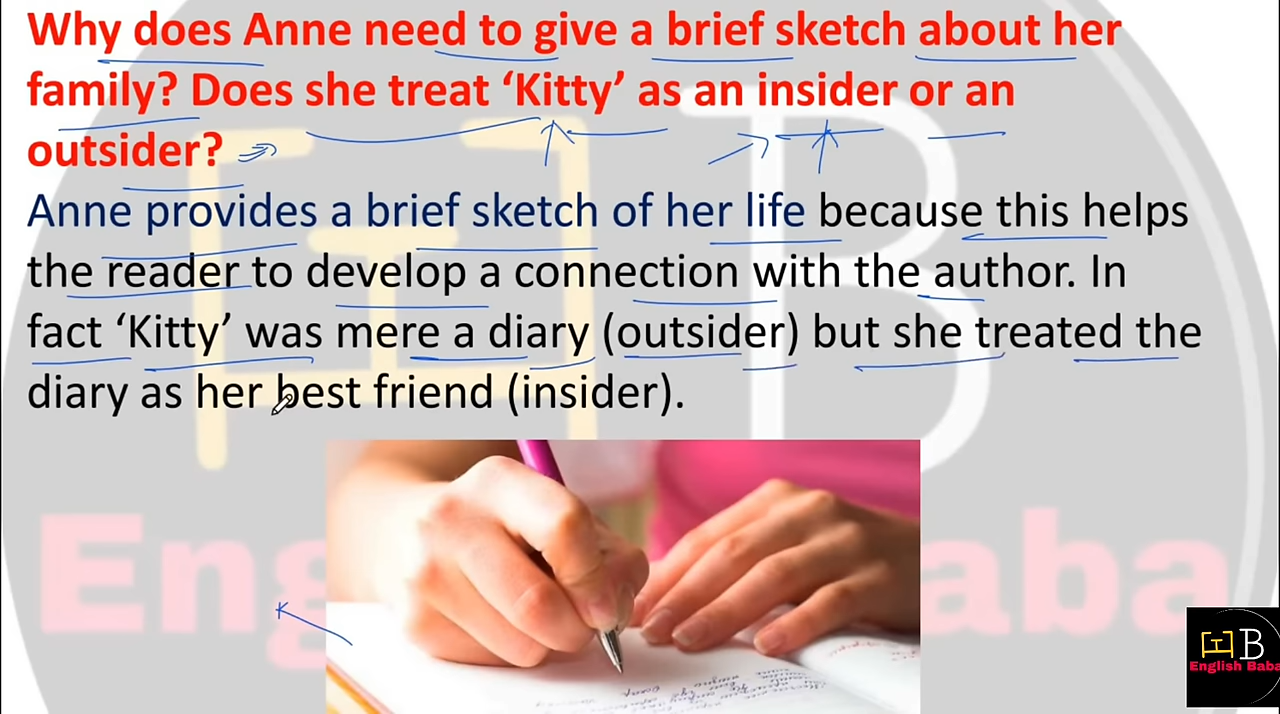 Why does Anne need to give a brief sketch about her
family? Does she treat ‘Kitty’ as an insider or an
outsider?
Anne provides a brief sketch of her life because this helps
the reader to develop a connection with the author. In
fact ‘Kitty’ was mere a diary (outsider) but she treated the
diary as her best friend (insider).
B
Eng aba
B
English Baba